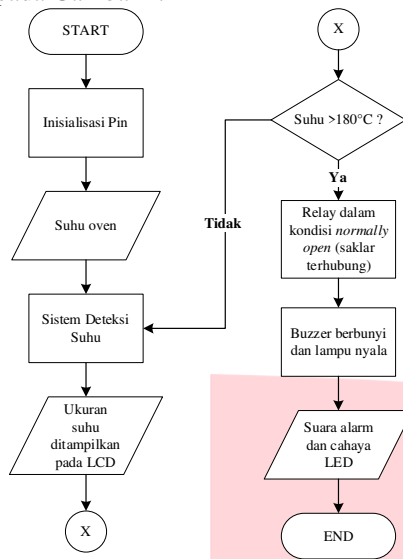 START
Inisialisasi Pin
Suhu oven
Sistem Deteksi
Suhu
Ukuran
suhu
ditampilkan
pada LCD
X
X
Suhu >180°C ?
Tidak
Ya
Relay dalam
kondisi normally
open (saklar
terhubung)
Buzzer berbunyi
dan lampu nyala
Suara alarm
dan cahaya
LED
END